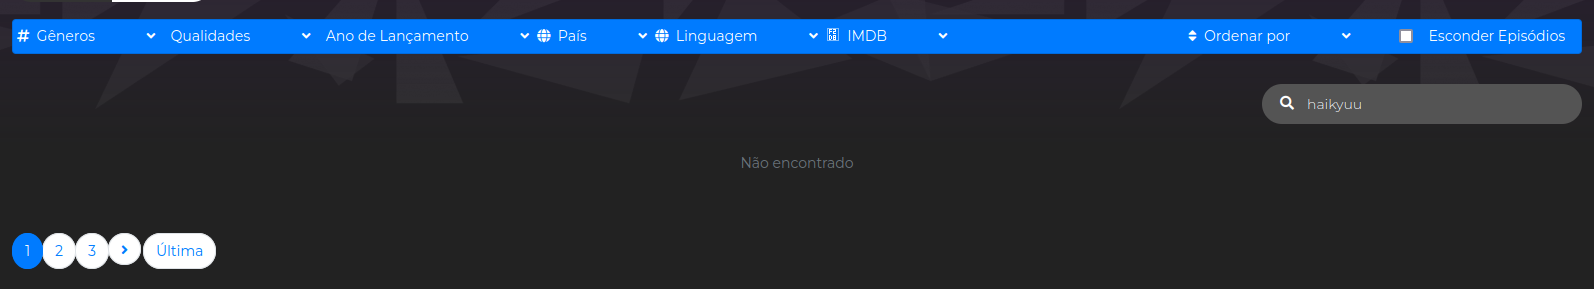 Gêneros Qualidades Ano de Lançamento País Linguagem IMDB Ordenar por Esconder Episódios
haikyuu
Não encontrado
1 2 3 Última